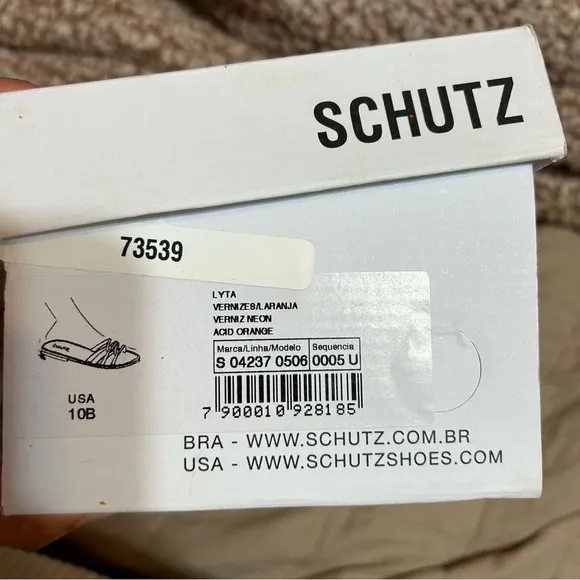 SCHUTZ
73539
LYTA
VERNIZES/LARANJA
VERNIZ NEON
ACID ORANGE
Marca/Linha/Modelo Sequencia
S 04237 0506 0005 U
7 900010 928185
SCHUTZ
USA
10B
BRA - WWW.SCHUTZ.COM.BR
USA - WWW.SCHUTZSHOES.COM